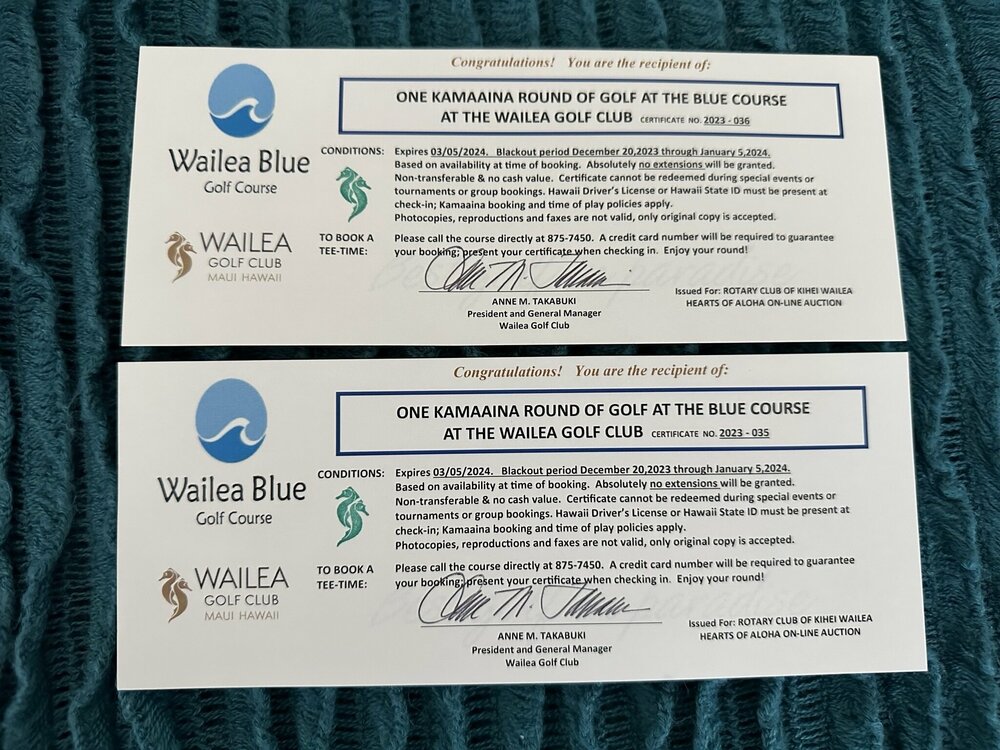 Congratulations! You are the recipient of:
ONE KAMAAINA ROUND OF GOLF AT THE BLUE COURSE
AT THE WAILEA GOLF CLUB CERTIFICATE NO. 2023 - 036
Wailea Blue
Golf Course
CONDITIONS: Expires 03/05/2024. Blackout period December 20,2023 through January 5,2024.
Based on availability at time of booking. Absolutely no extensions will be granted.
Non-transferable & no cash value. Certificate cannot be redeemed during special events or
tournaments or group bookings. Hawaii Driver's License or Hawaii State ID must be present at
check-in; Kamaaina booking and time of play policies apply.
Photocopies, reproductions and faxes are not valid, only original copy is accepted.
WAILEA
GOLF CLUB
MAUI HAWAII
TO BOOK A
TEE-TIME:
Please call the course directly at 875-7450. A credit card number will be required to guarantee
your booking; present your certificate when checking in. Enjoy your round!
ANNE M. TAKABUKI
President and General Manager
Wailea Golf Club
Issued For: ROTARY CLUB OF KIHEI WAILEA
HEARTS OF ALOHA ON-LINE AUCTION
Congratulations! You are the recipient of:
ONE KAMAAINA ROUND OF GOLF AT THE BLUE COURSE
AT THE WAILEA GOLF CLUB CERTIFICATE NO. 2023 - 035
Wailea Blue
Golf Course
CONDITIONS: Expires 03/05/2024. Blackout period December 20,2023 through January 5,2024.
Based on availability at time of booking. Absolutely no extensions will be granted.
Non-transferable & no cash value. Certificate cannot be redeemed during special events or
tournaments or group bookings. Hawaii Driver's License or Hawaii State ID must be present at
check-in; Kamaaina booking and time of play policies apply.
Photocopies, reproductions and faxes are not valid, only original copy is accepted.
WAILEA
GOLF CLUB
MAUI HAWAII
TO BOOK A
TEE-TIME:
Please call the course directly at 875-7450. A credit card number will be required to guarantee
your booking; present your certificate when checking in. Enjoy your round!
ANNE M. TAKABUKI
President and General Manager
Wailea Golf Club
Issued For: ROTARY CLUB OF KIHEI WAILEA
HEARTS OF ALOHA ON-LINE AUCTION